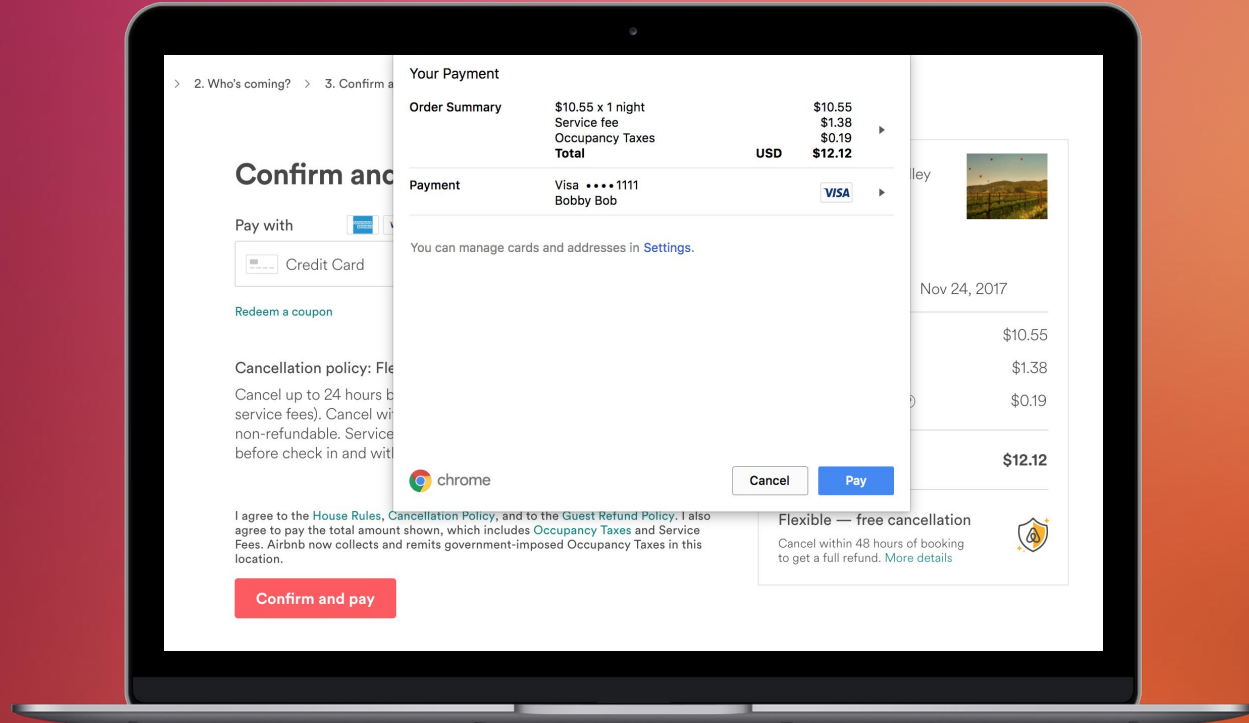 2. Who's coming?
3. Confirm a
Your Payment
Order Summary
$10.55 x 1 night $10.55
Service fee $1.38
Occupancy Taxes $0.19
Total USD $12.12
Payment
Visa •••• 1111
Bobby Bob
VISA
You can manage cards and addresses in Settings.
chrome
Cancel
Pay
Confirm and
Pay with
Credit Card
Redeem a coupon
Cancellation policy: Fle
Cancel up to 24 hours b
service fees). Cancel wi
non-refundable. Service
before check in and wit
I agree to the House Rules, Cancellation Policy, and to the Guest Refund Policy. I also
agree to pay the total amount shown, which includes Occupancy Taxes and Service
Fees. Airbnb now collects and remits government-imposed Occupancy Taxes in this
location.
Confirm and pay
lley
Nov 24, 2017
$10.55
$1.38
$0.19
$12.12
Flexible — free cancellation
Cancel within 48 hours of booking
to get a full refund. More details